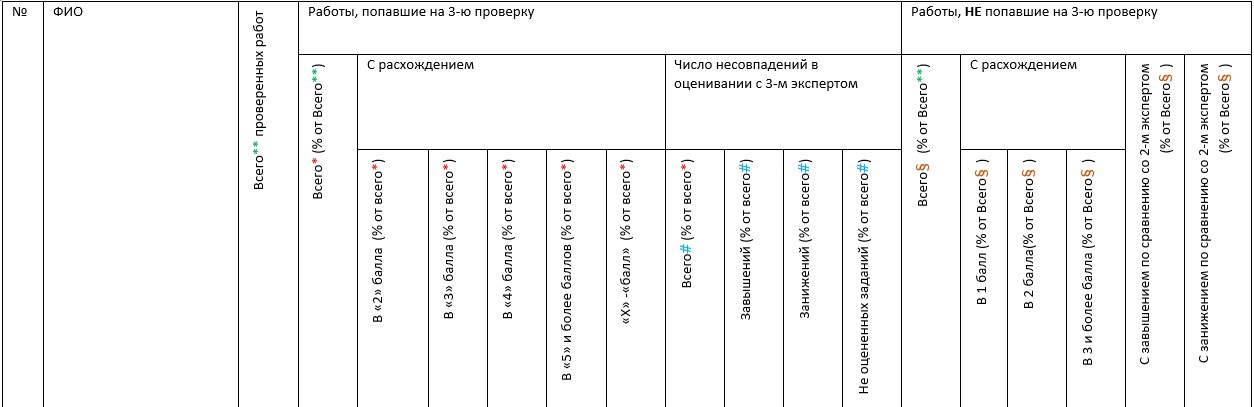 №
ФИО
Всего** проверенных работ
Работы, попавшие на 3-ю проверку
Работы, НЕ попавшие на 3-ю проверку
Всего* (% от Всего**)
С расхождением
Число несовпадений в
оценивании с 3-м экспертом
Всего§ (% от Всего**)
С расхождением
С завышением по сравнению со 2-м экспертом
(% от Всего§ )
С занижением по сравнению со 2-м экспертом
(% от Всего§ )
В «2» балла (% от всего*)
В «3» балла (% от всего*)
В «4» балла (% от всего*)
В «5» и более баллов (% от всего*)
«Х» -«балл» (% от всего*)
Всего# (% от всего*)
Завышений (% от всего#)
Занижений (% от всего#)
Не оцененных заданий (% от всего#)
В 1 балл (% от Всего§ )
В 2 балла(% от Всего§ )
В 3 и более балла (% от Всего§ )